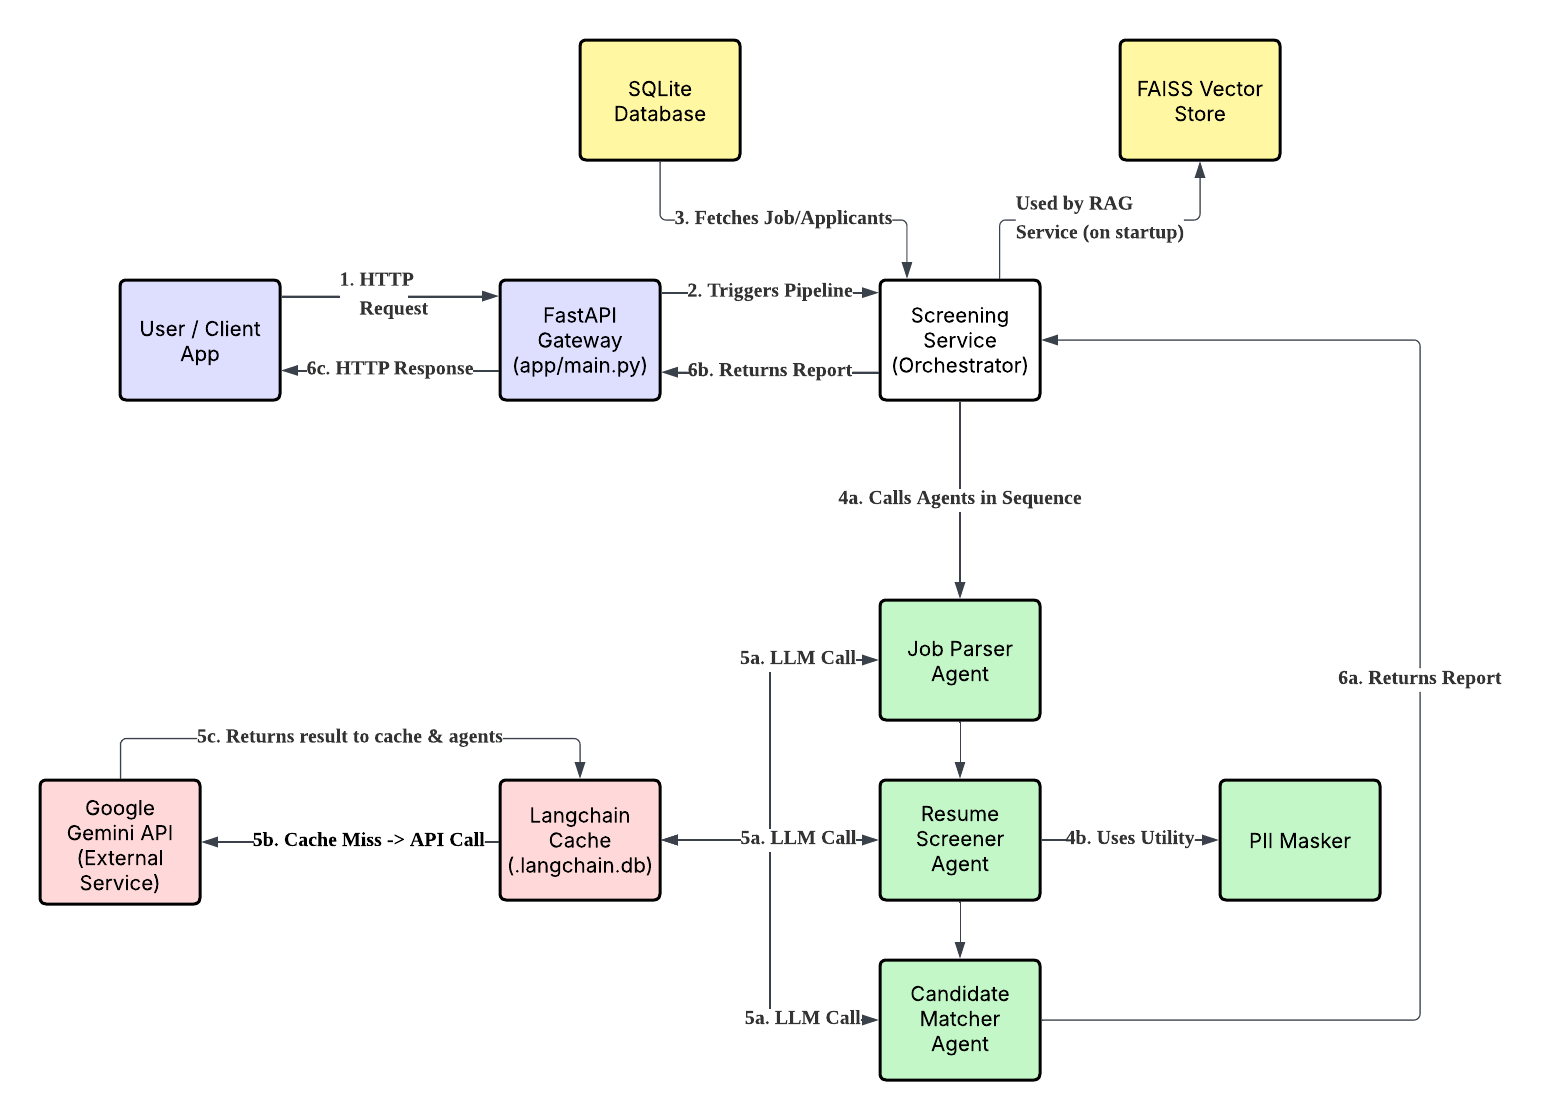 SQLite
Database
FAISS Vector
Store
3. Fetches Job/Applicants
Used by RAG
Service (on startup)
User / Client
App
1. HTTP
Request
6c. HTTP Response
FastAPI
Gateway
(app/main.py)
2. Triggers Pipeline
6b. Returns Report
Screening
Service
(Orchestrator)
4a. Calls Agents in Sequence
5a. LLM Call
Job Parser
Agent
6a. Returns Report
5c. Returns result to cache & agents
Google
Gemini API
(External
Service)
5b. Cache Miss -> API Call
Langchain
Cache
(.langchain.db)
5a. LLM Call
Resume
Screener
Agent
4b. Uses Utility
PII Masker
5a. LLM Call
Candidate
Matcher
Agent